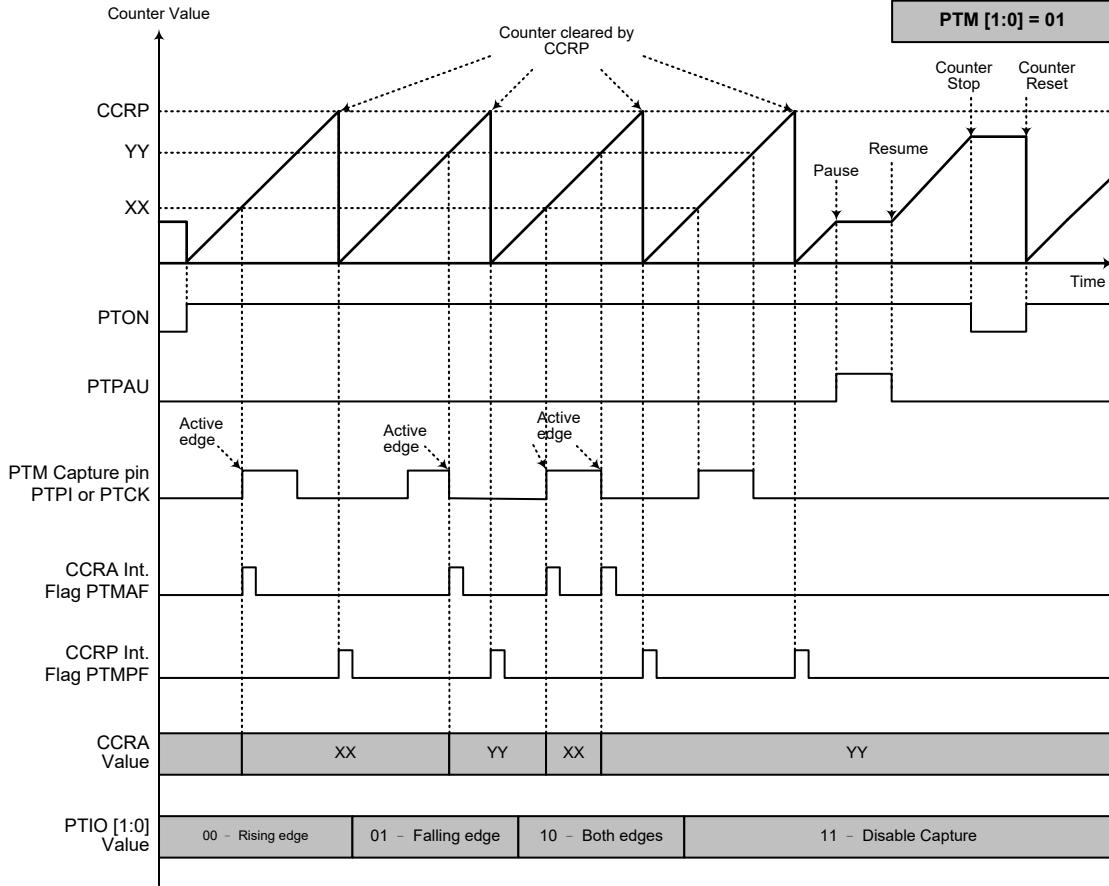 Counter Value
PTM [1:0] = 01
Counter cleared by
CCRP
Counter
Stop
Counter
Reset
CCRP
YY
XX
Pause
Resume
Time
PTON
PTPAU
Active
edge
Active
edge
Active
edge
PTM Capture pin
PTPI or PTCK
CCRA Int.
Flag PTMAF
CCRP Int.
Flag PTMPF
CCRA
Value
XX
YY
XX
YY
PTIO [1:0]
Value
00 – Rising edge
01 – Falling edge
10 – Both edges
11 – Disable Capture